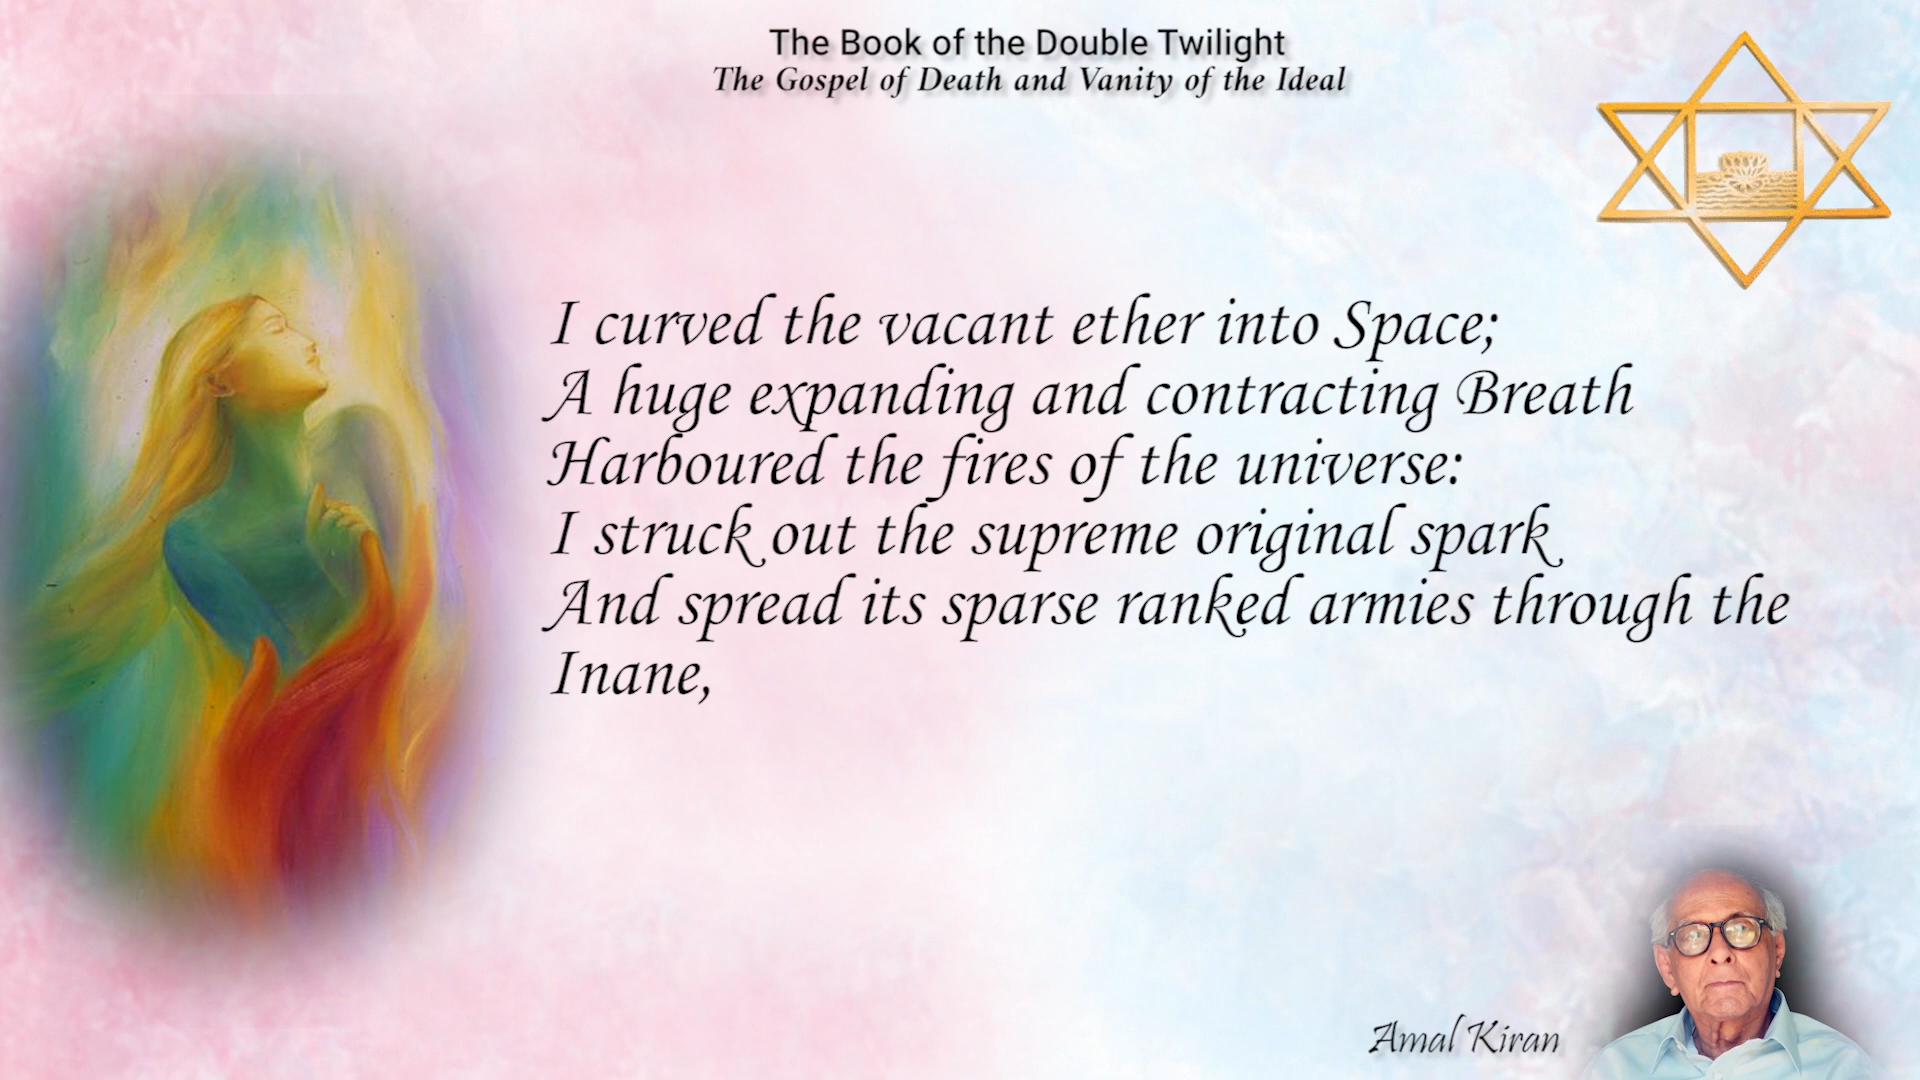 The Book of the Double Twilight
The Gospel of Death and Vanity of the Ideal
I curved the vacant ether into Space;
A huge expanding and contracting Breath
Harboured the fires of the universe:
I struck out the supreme original spark
And spread its sparse ranked armies through the
Inane,
Amal Kiran